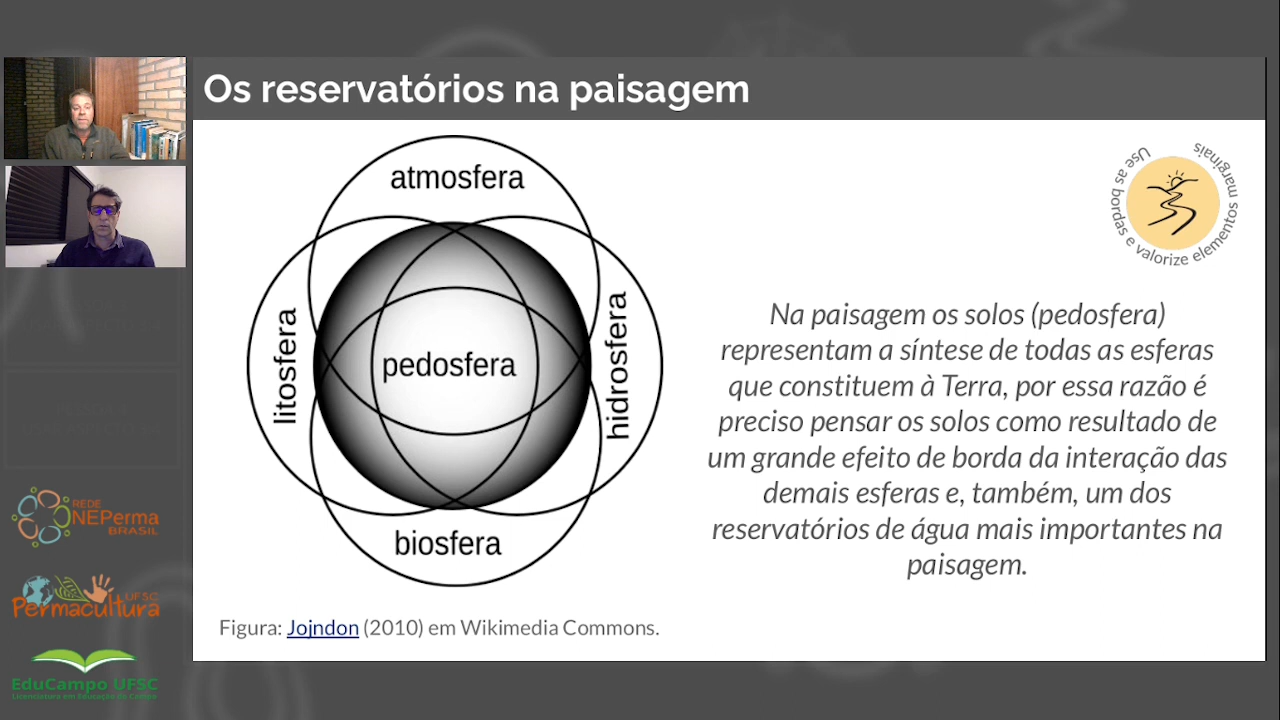 Os reservatórios na paisagem
atmosfera
litosfera
pedosfera
hidrosfera
biosfera
Figura: Jojndon (2010) em Wikimedia Commons.
Use as bordas e valorize elementos marginais
Na paisagem os solos (pedosfera)
representam a síntese de todas as esferas
que constituem à Terra, por essa razão é
preciso pensar os solos como resultado de
um grande efeito de borda da interação das
demais esferas e, também, um dos
reservatórios de água mais importantes na
paisagem.
REDE
NEPerma
BRASIL
UFSC
Permacultura
EduCampo UFSC
Licenciatura em Educação do Campo